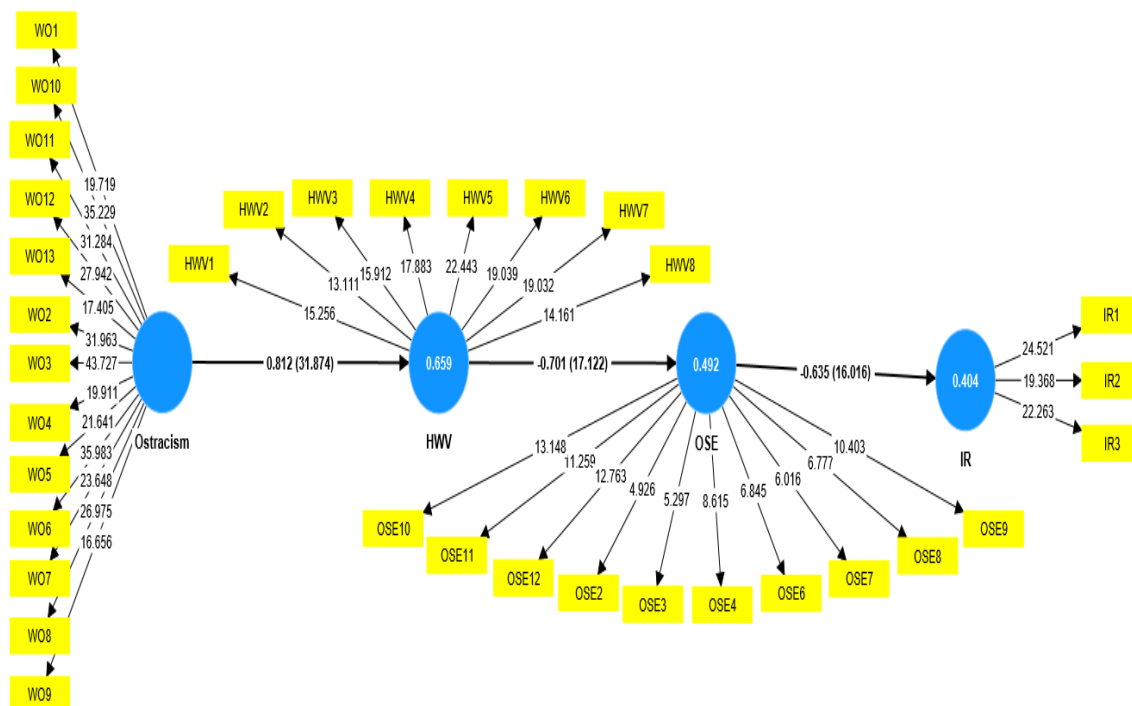 WO1
WO10
WO11
WO12
WO13
WO2
WO3
WO4
WO5
WO6
WO7
WO8
WO9
19.719
35.229
31.284
27.942
17.405
31.963
43.727
19.911
21.641
35.983
23.648
26.975
16.656
Ostracism
0.812 (31.874)
HWV1
HWV2
HWV3
HWV4
HWV5
HWV6
HWV7
HWV8
15.256
13.111
15.912
17.883
22.443
19.039
19.032
14.161
0.659
HWV
-0.701 (17.122)
0.492
OSE
-0.635 (16.016)
13.148
11.259
12.763
4.926
5.297
8.615
6.845
6.016
6.777
10.403
OSE10
OSE11
OSE12
OSE2
OSE3
OSE4
OSE6
OSE7
OSE8
OSE9
0.404
IR
24.521
19.368
22.263
IR1
IR2
IR3